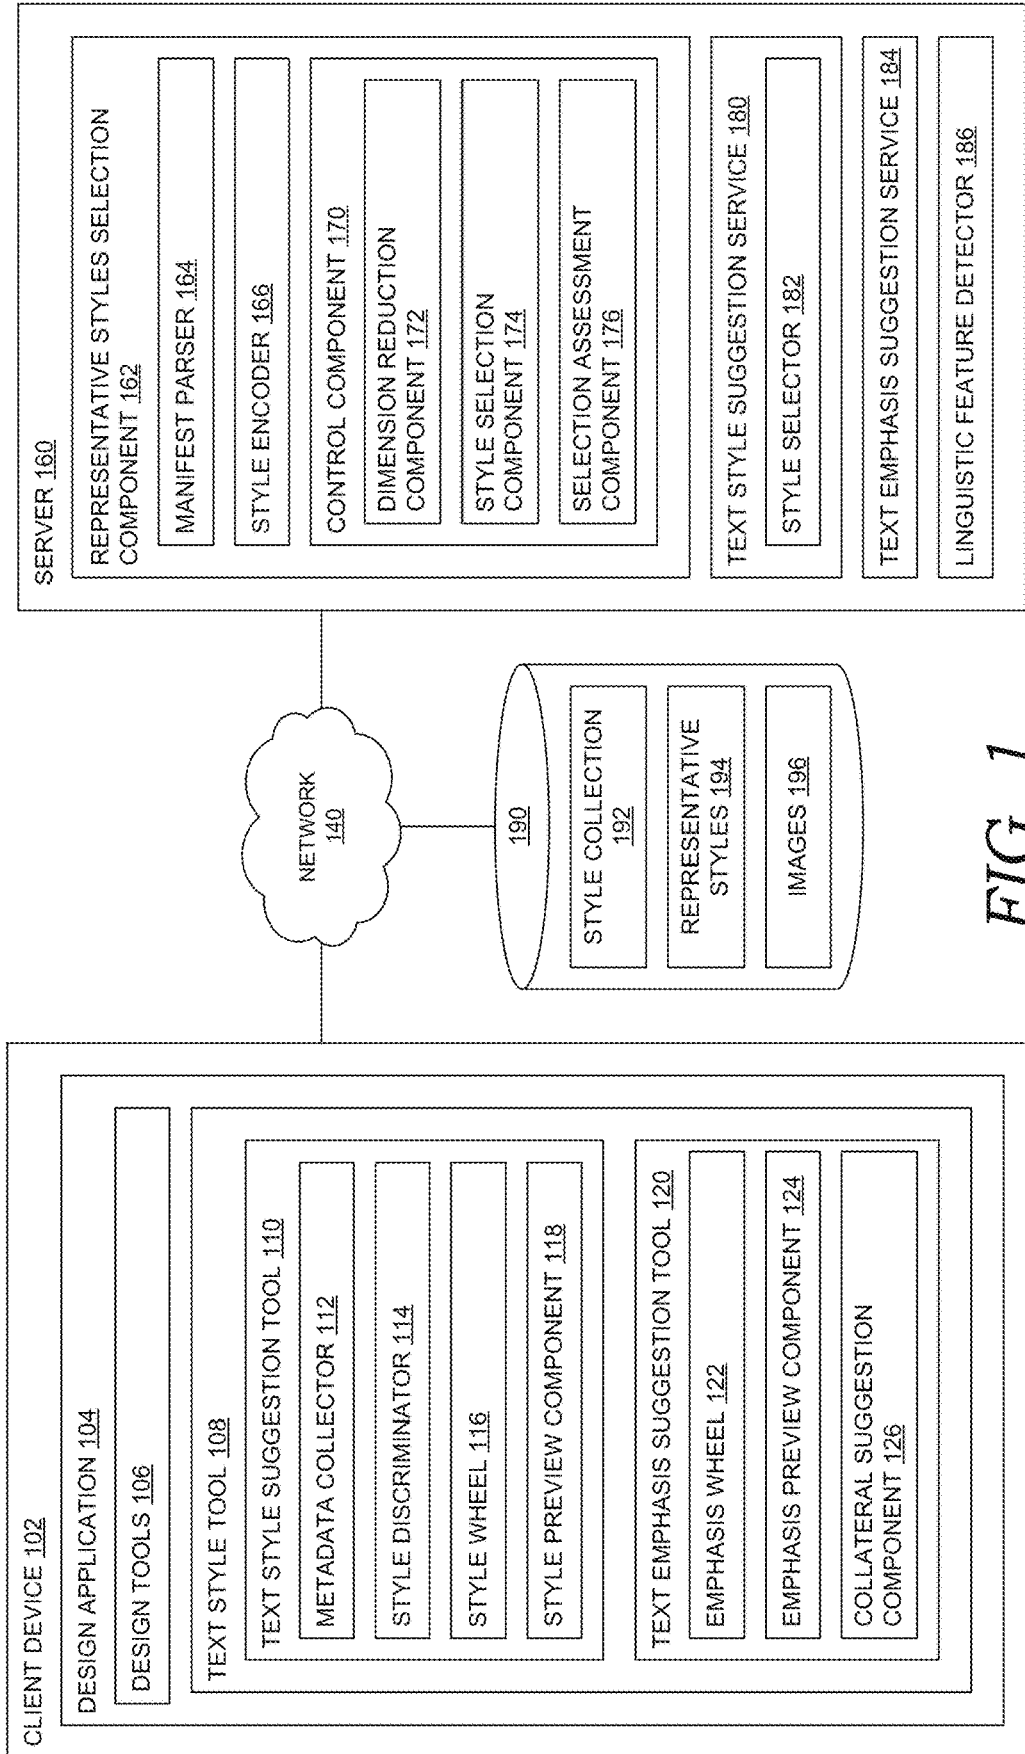 CLIENT DEVICE 102
DESIGN APPLICATION 104
DESIGN TOOLS 106
TEXT STYLE TOOL 108
TEXT STYLE SUGGESTION TOOL 110
METADATA COLLECTOR 112
STYLE DISCRIMINATOR 114
STYLE WHEEL 116
STYLE PREVIEW COMPONENT 118
TEXT EMPHASIS SUGGESTION TOOL 120
EMPHASIS WHEEL 122
EMPHASIS PREVIEW COMPONENT 124
COLLATERAL SUGGESTION
COMPONENT 126
NETWORK
140
190
STYLE COLLECTION
192
REPRESENTATIVE
STYLES 194
IMAGES 196
SERVER 160
REPRESENTATIVE STYLES SELECTION
COMPONENT 162
MANIFEST PARSER 164
STYLE ENCODER 166
CONTROL COMPONENT 170
DIMENSION REDUCTION
COMPONENT 172
STYLE SELECTION
COMPONENT 174
SELECTION ASSESSMENT
COMPONENT 176
TEXT STYLE SUGGESTION SERVICE 180
STYLE SELECTOR 182
TEXT EMPHASIS SUGGESTION SERVICE 184
LINGUISTIC FEATURE DETECTOR 186
FIG. 1